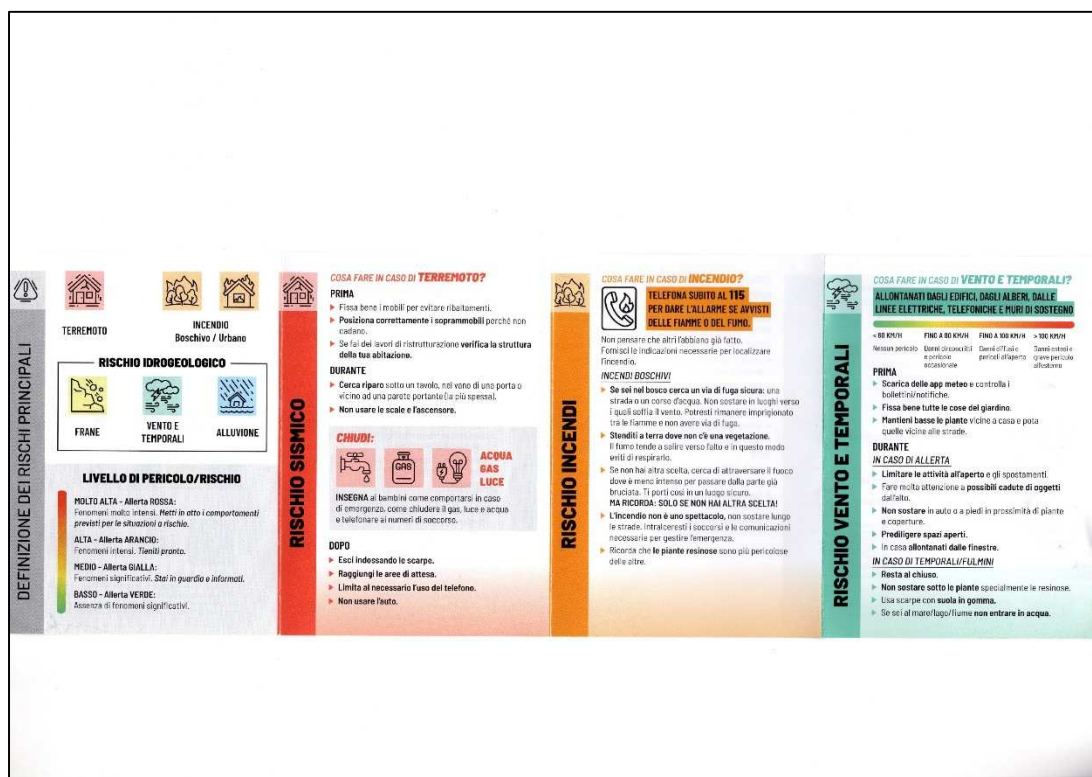 DEFINIZIONE DEI RISCHI PRINCIPALI
TERREMOTO
INCENDIO
Boschivo / Urbano
RISCHIO IDROGEOLOGICO
FRANE
VENTO E
TEMPORALI
ALLUVIONE
LIVELLO DI PERICOLO/RISCHIO
MOLTO ALTA - Allerta ROSSA:
Fenomeni molto intensi. Metti in atto i comportamenti
previsti per le situazioni a rischio.
ALTA - Allerta ARANCIO:
Fenomeni intensi. Tieniti pronto.
MEDIO - Allerta GIALLA:
Fenomeni significativi. Stai in guardia e informati.
BASSO - Allerta VERDE:
Assenza di fenomeni significativi.
RISCHIO SISMICO
COSA FARE IN CASO DI TERREMOTO?
PRIMA
Fissa bene i mobili per evitare ribaltamenti.
Posiziona correttamente i soprammobili perché non
cadano.
Se fai dei lavori di ristrutturazione verifica la struttura
della tua abitazione.
DURANTE
Cerca riparo sotto un tavolo, nel vano di una porta o
vicino ad una parete portante (la più spessa).
Non usare le scale e l'ascensore.
CHIUDI:
GAS
ACQUA
GAS
LUCE
INSEGNA ai bambini come comportarsi in caso
di emergenza, come chiudere il gas, luce e acqua
e telefonare ai numeri di soccorso.
DOPO
Esci indossando le scarpe.
Raggiungi le aree di attesa.
Limita al necessario l'uso del telefono.
Non usare l'auto.
RISCHIO INCENDI
COSA FARE IN CASO DI INCENDIO?
TELEFONA SUBITO AL 115
PER DARE L'ALLARME SE AVVISTI
DELLE FIAMME O DEL FUMO.
Non pensare che altri l'abbiano già fatto.
Fornisci le indicazioni necessarie per localizzare
l'incendio.
INCENDI BOSCHIVI
Se sei nel bosco cerca un via di fuga sicura: una
strada o un corso d'acqua. Non sostare in luoghi verso
i quali soffia il vento. Potresti rimanere imprigionato
tra le fiamme e non avere via di fuga.
Stenditi a terra dove non c'è una vegetazione.
Il fumo tende a salire verso l'alto e in questo modo
eviti di respirarlo.
Se non hai altra scelta, cerca di attraversare il fuoco
dove è meno intenso per passare dalla parte già
bruciata. Ti porti così in un luogo sicuro.
MA RICORDA: SOLO SE NON HAI ALTRA SCELTA!
L'incendio non è uno spettacolo, non sostare lungo
le strade. Intralceresti i soccorsi e le comunicazioni
necessarie per gestire l'emergenza.
Ricorda che le piante resinose sono più pericolose
delle altre.
RISCHIO VENTO E TEMPORALI
COSA FARE IN CASO DI VENTO E TEMPORALI?
ALLONTANATI DAGLI EDIFICI, DAGLI ALBERI, DALLE
LINEE ELETTRICHE, TELEFONICHE E MURI DI SOSTEGNO
< 60 KM/H FINO A 80 KM/H FINO A 100 KM/H > 100 KM/H
Nessun pericolo Danni circoscritti Danni diffusi e Danni estesi e
e pericolo pericoli all'aperto grave pericolo
occasionale all'esterno
PRIMA
Scarica delle app meteo e controlla i
bollettini/notifiche.
Fissa bene tutte le cose del giardino.
Mantieni basse le piante vicine a casa e pota
quelle vicine alle strade.
DURANTE
IN CASO DI ALLERTA
Limitare le attività all'aperto e gli spostamenti.
Fare molta attenzione a possibili cadute di oggetti
dall'alto.
Non sostare in auto o a piedi in prossimità di piante
e coperture.
Prediligere spazi aperti.
In casa allontanati dalle finestre.
IN CASO DI TEMPORALI/FULMINI
Resta al chiuso.
Non sostare sotto le piante specialmente le resinose.
Usa scarpe con suola in gomma.
Se sei al mare/lago/fiume non entrare in acqua.